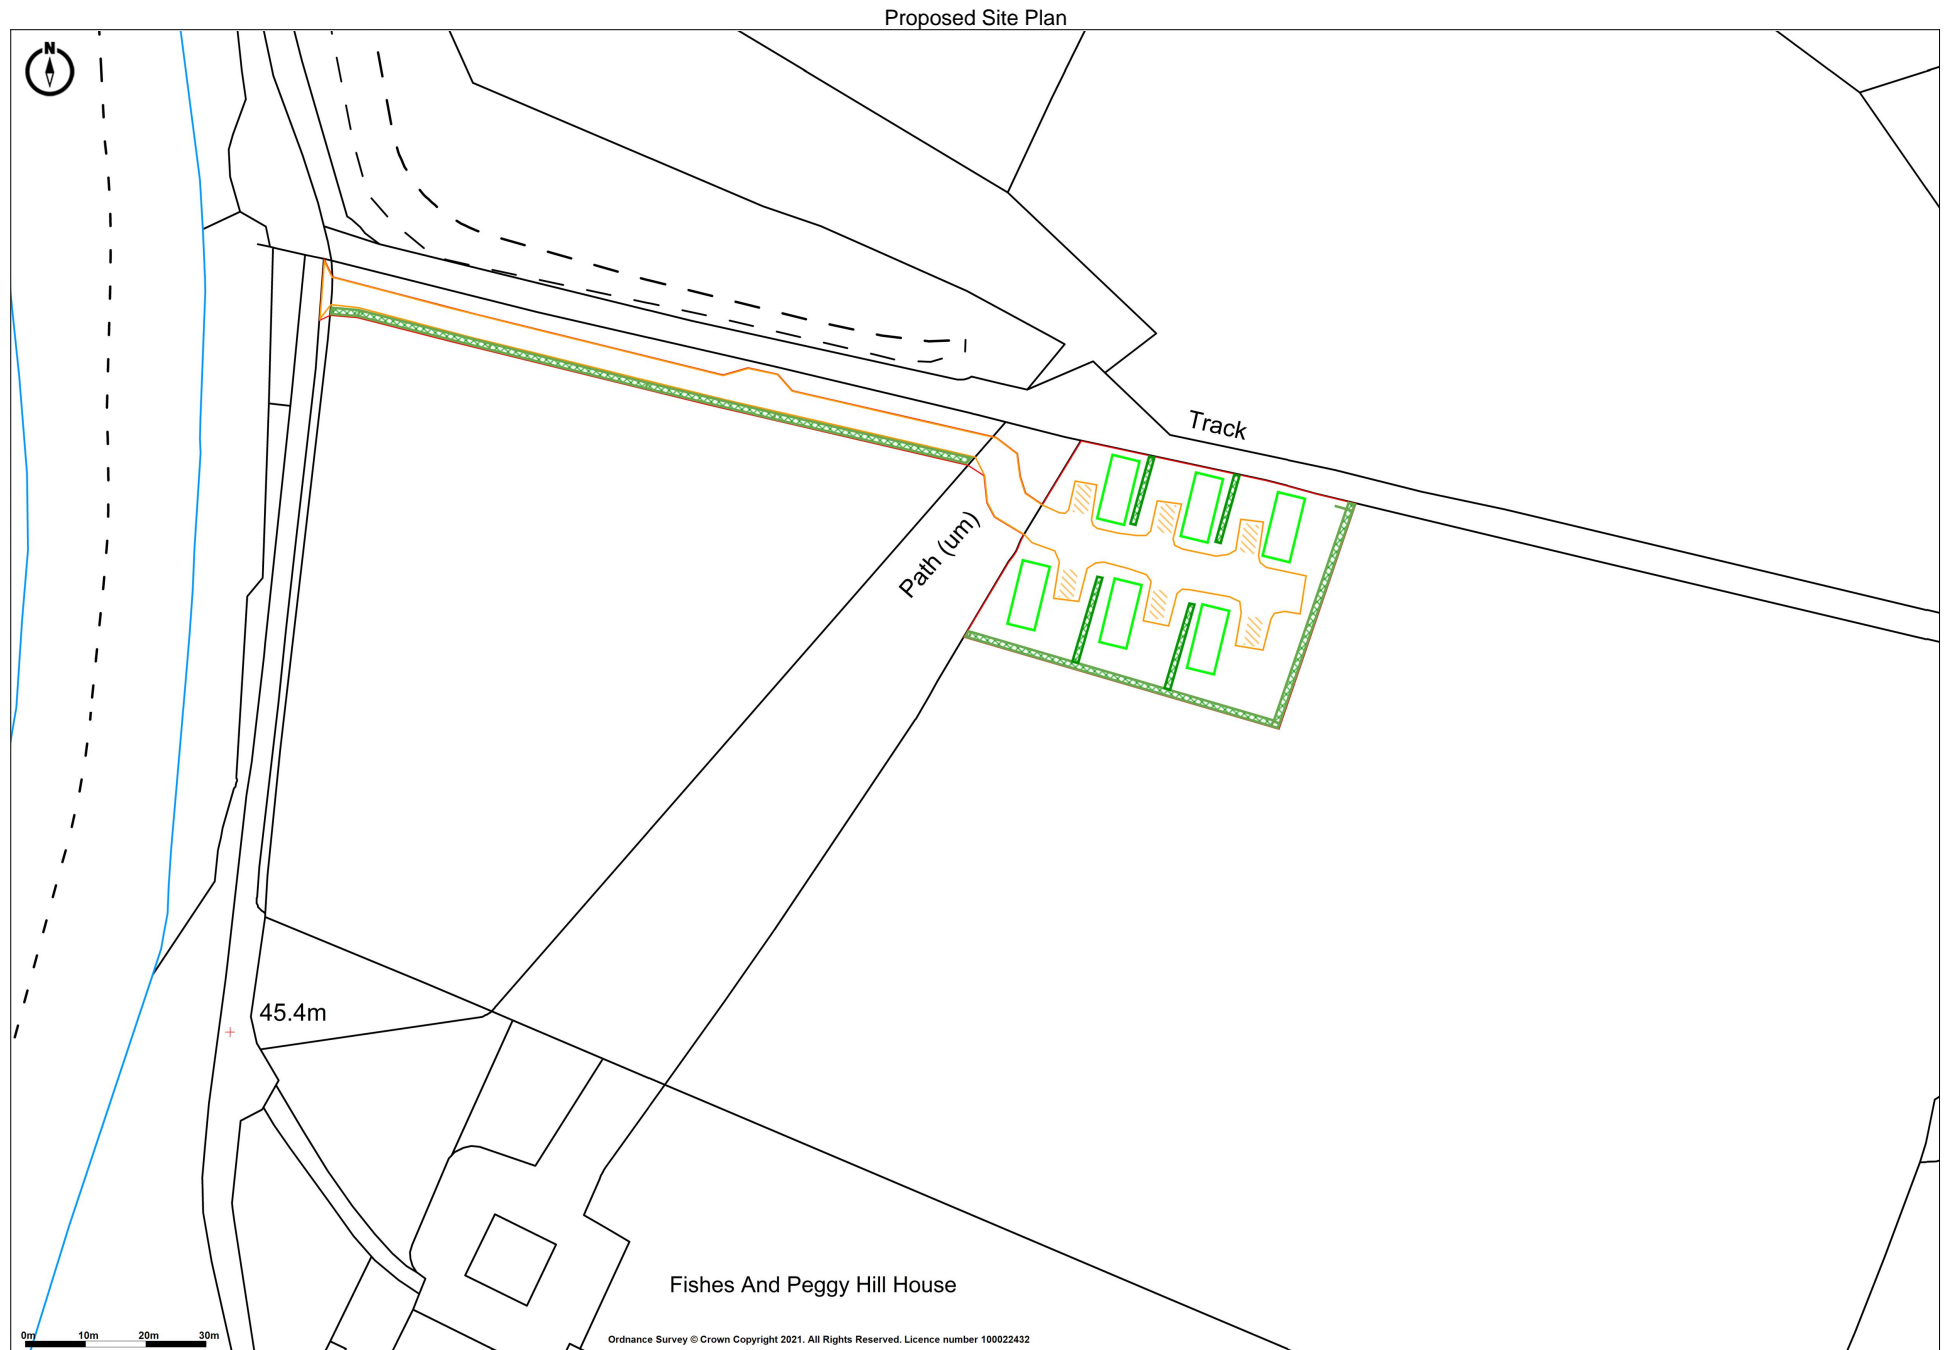 Proposed Site Plan
N
Track
Path (um)
45.4m
Fishes And Peggy Hill House
0m 10m 20m 30m
Ordnance Survey © Crown Copyright 2021. All Rights Reserved. Licence number 100022432